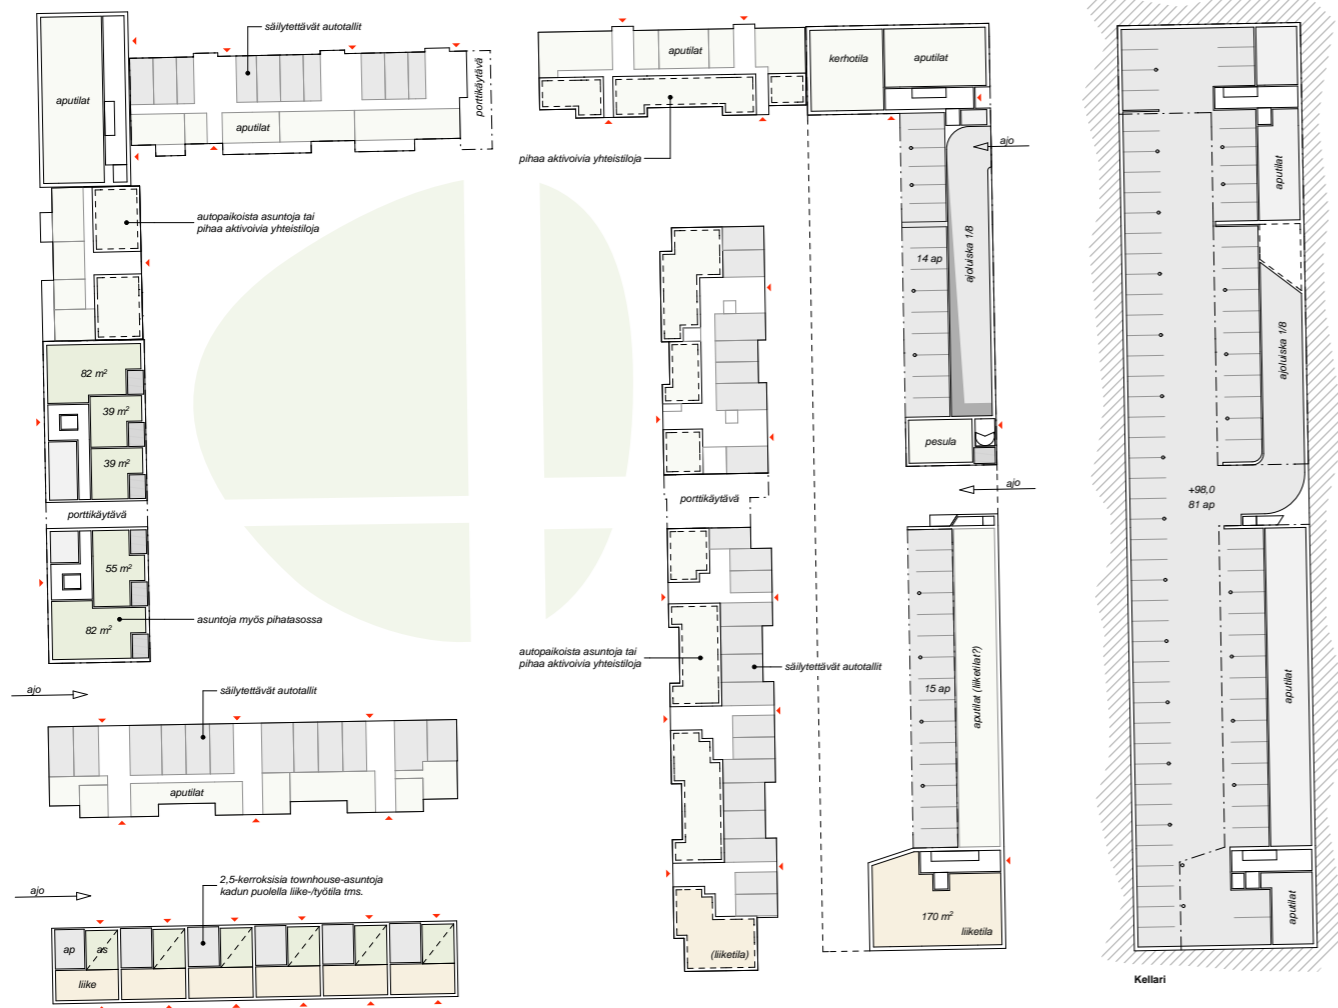 säilytettävät autotallit
aputilat
porttikäytävä
aputilat
autopaikoista asuntoja tai
pihaa aktivoivia yhteistiloja
82 m²
39 m²
39 m²
porttikäytävä
55 m²
82 m²
asuntoja myös pihatasossa
ajo
säilytettävät autotallit
aputilat
ajo
2,5-kerroksisia townhouse-asuntoja
kadun puolella liike-/työtila tms.
ap
as
liike
aputilat
kerhotila
aputilat
pihaa aktivoivia yhteistiloja
ajo
14 ap
ajoluiska 1/8
pesula
porttikäytävä
ajo
autopaikoista asuntoja tai
pihaa aktivoivia yhteistiloja
säilytettävät autotallit
15 ap
aputilat (liiketilat?)
170 m²
liiketila
(liiketila)
aputilat
ajoluiska 1/8
+98,0
81 ap
aputilat
aputilat
Kellari